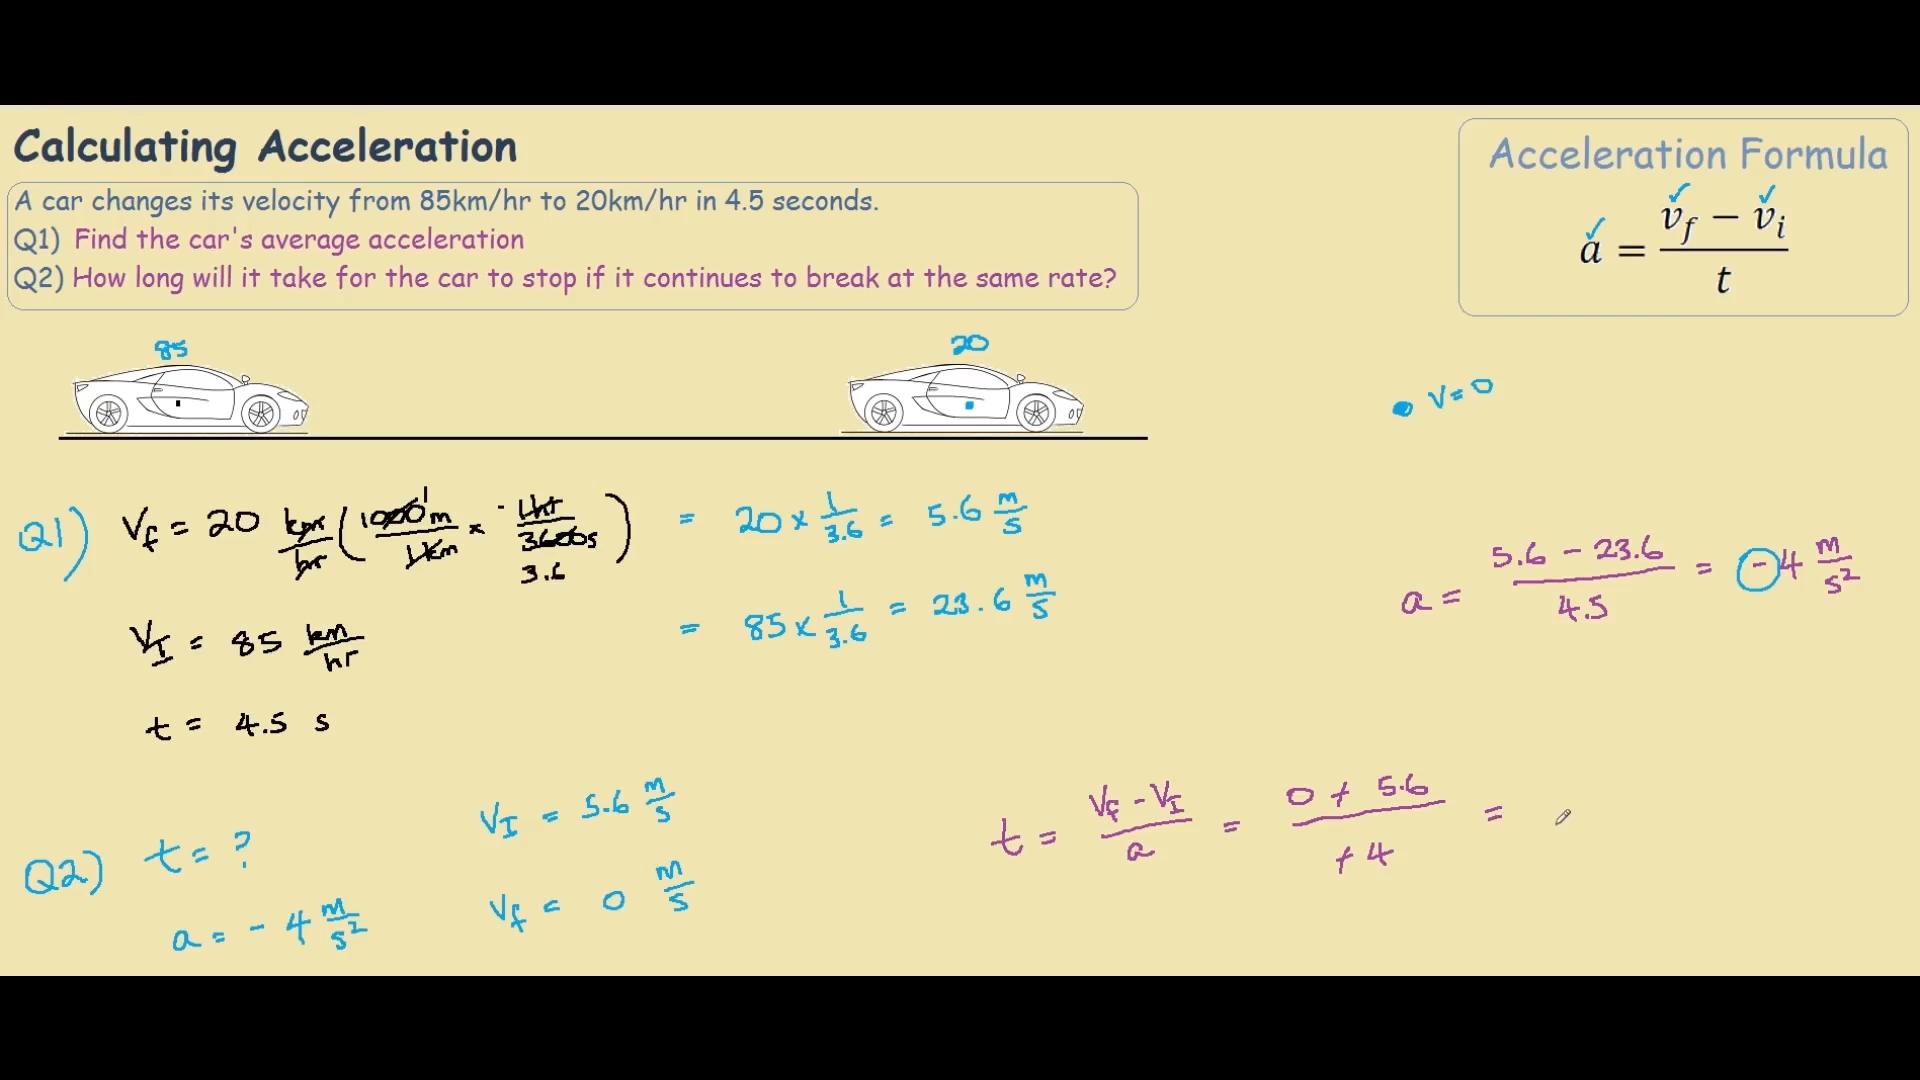 Calculating Acceleration
A car changes its velocity from 85km/hr to 20km/hr in 4.5 seconds.
Q1) Find the car's average acceleration
Q2) How long will it take for the car to stop if it continues to break at the same rate?
Acceleration Formula
a = (v_f − v_i) / t
85
20
V=0
Q1) V_f = 20 km/hr (1000 1 m / 1km × 1hr / 3600s 3.6) = 20 × 1/3.6 = 5.6 m/s
V_I = 85 km/hr = 85 × 1/3.6 = 23.6 m/s
t = 4.5 s
a = (5.6 − 23.6) / 4.5 = −4 m/s²
Q2) t = ?
a = − 4 m/s²
V_I = 5.6 m/s
V_f = 0 m/s
t = (V_f − V_I) / a = (0 + 5.6) / +4 =